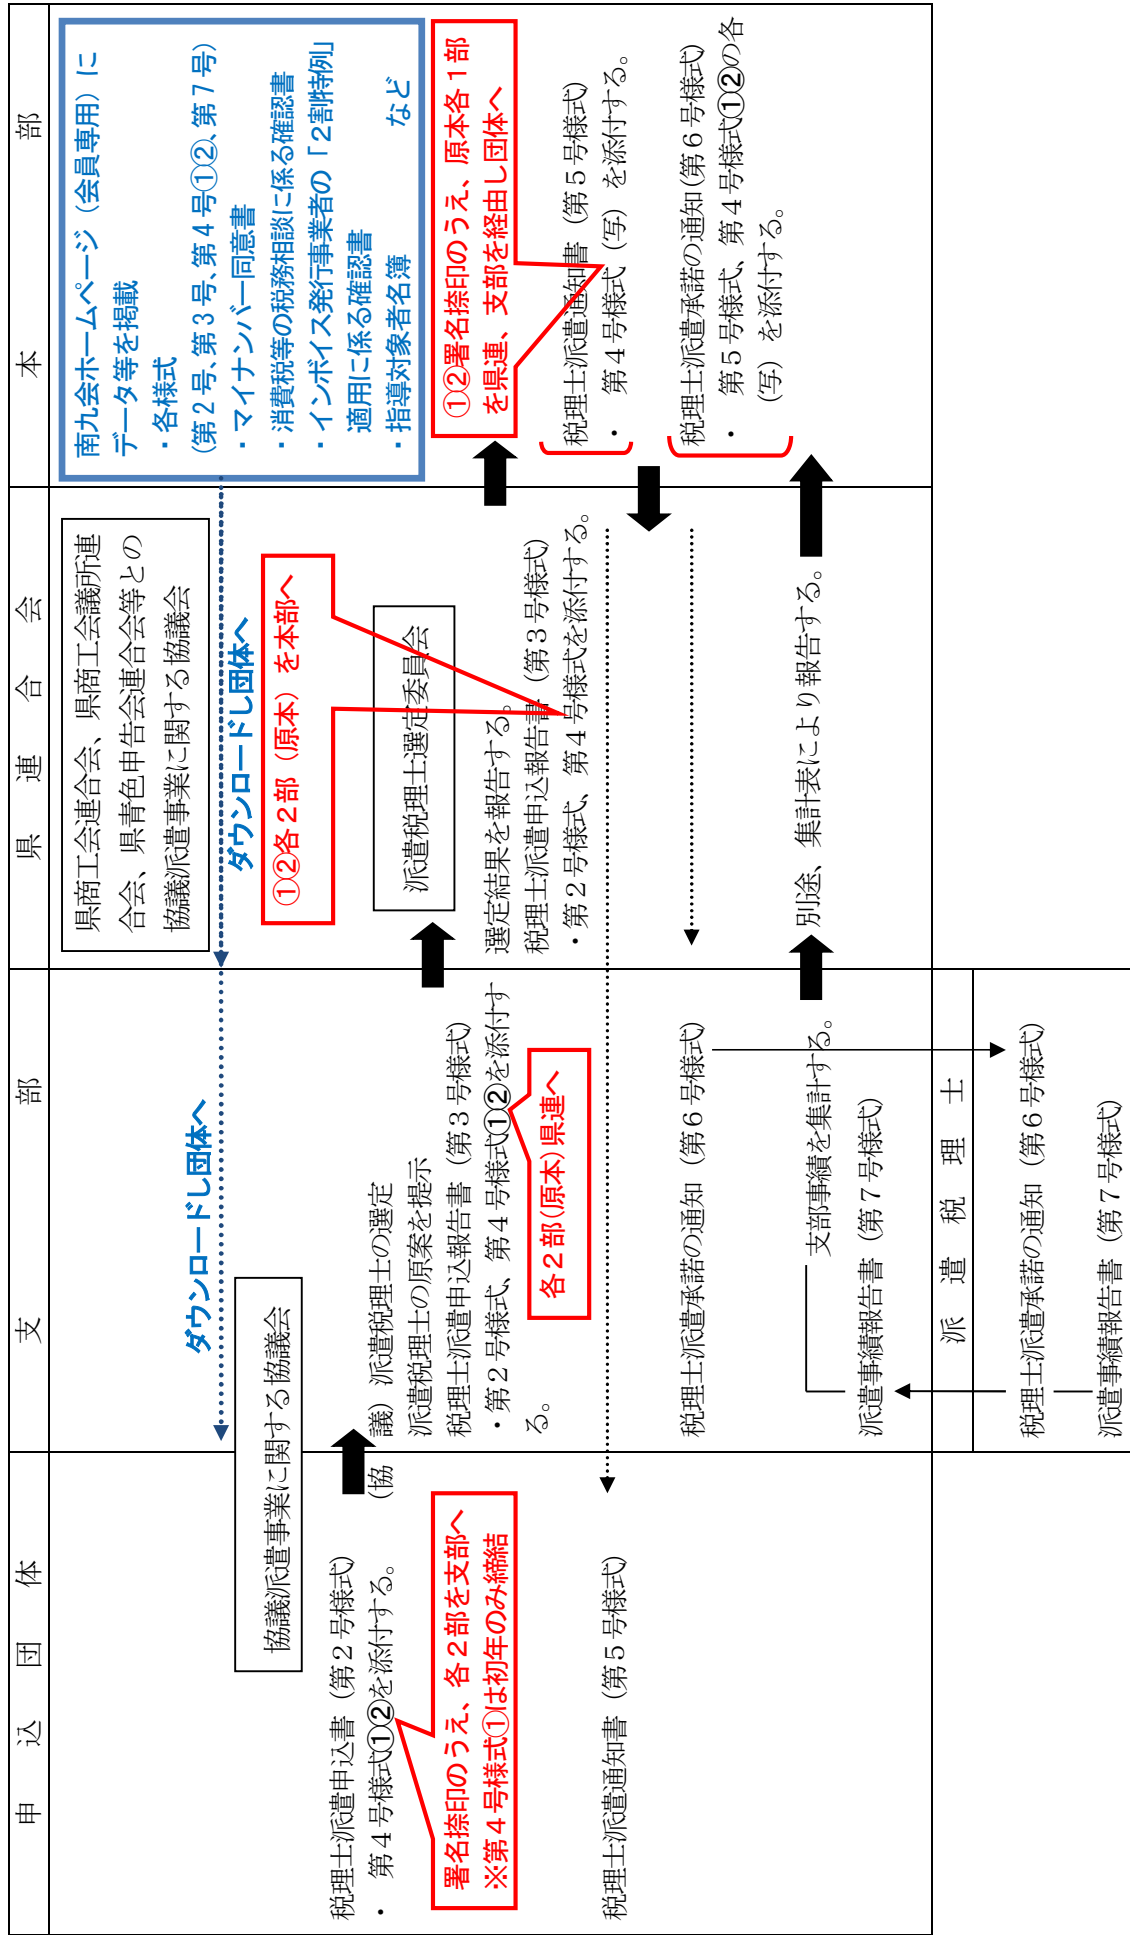 申込団体
支部
県連合会
本部
協議派遣事業に関する協議会
税理士派遣申込書（第２号様式）
・ 第４号様式①②を添付する。
署名捺印のうえ、各２部を支部へ
※第４号様式①は初年のみ締結
税理士派遣通知書（第５号様式）
ダウンロードし団体へ
（協議）派遣税理士の選定
派遣税理士の原案を提示
税理士派遣申込報告書（第３号様式）
・第２号様式、第４号様式①②を添付す
る。
各２部(原本)県連へ
税理士派遣承諾の通知（第６号様式）
支部事績を集計する。
派遣事績報告書（第７号様式）
派遣税理士
税理士派遣承諾の通知（第６号様式）
派遣事績報告書（第７号様式）
県商工会連合会、県商工会議所連
合会、県青色申告会連合会等との
協議派遣事業に関する協議会
ダウンロードし団体へ
①②各２部（原本）を本部へ
派遣税理士選定委員会
選定結果を報告する。
税理士派遣申込報告書（第３号様式）
・第２号様式、第４号様式を添付する。
別途、集計表により報告する。
南九会ホームページ（会員専用）に
データ等を掲載
・各様式
(第２号、第３号、第４号①②、第７号)
・マイナンバー同意書
・消費税等の税務相談に係る確認書
・インボイス発行事業者の「２割特例」
適用に係る確認書
・指導対象者名簿 など
①②署名捺印のうえ、原本各１部
を県連、支部を経由し団体へ
税理士派遣通知書（第５号様式）
・ 第４号様式（写）を添付する。
税理士派遣承諾の通知(第６号様式)
・ 第５号様式、第４号様式①②の各
（写）を添付する。